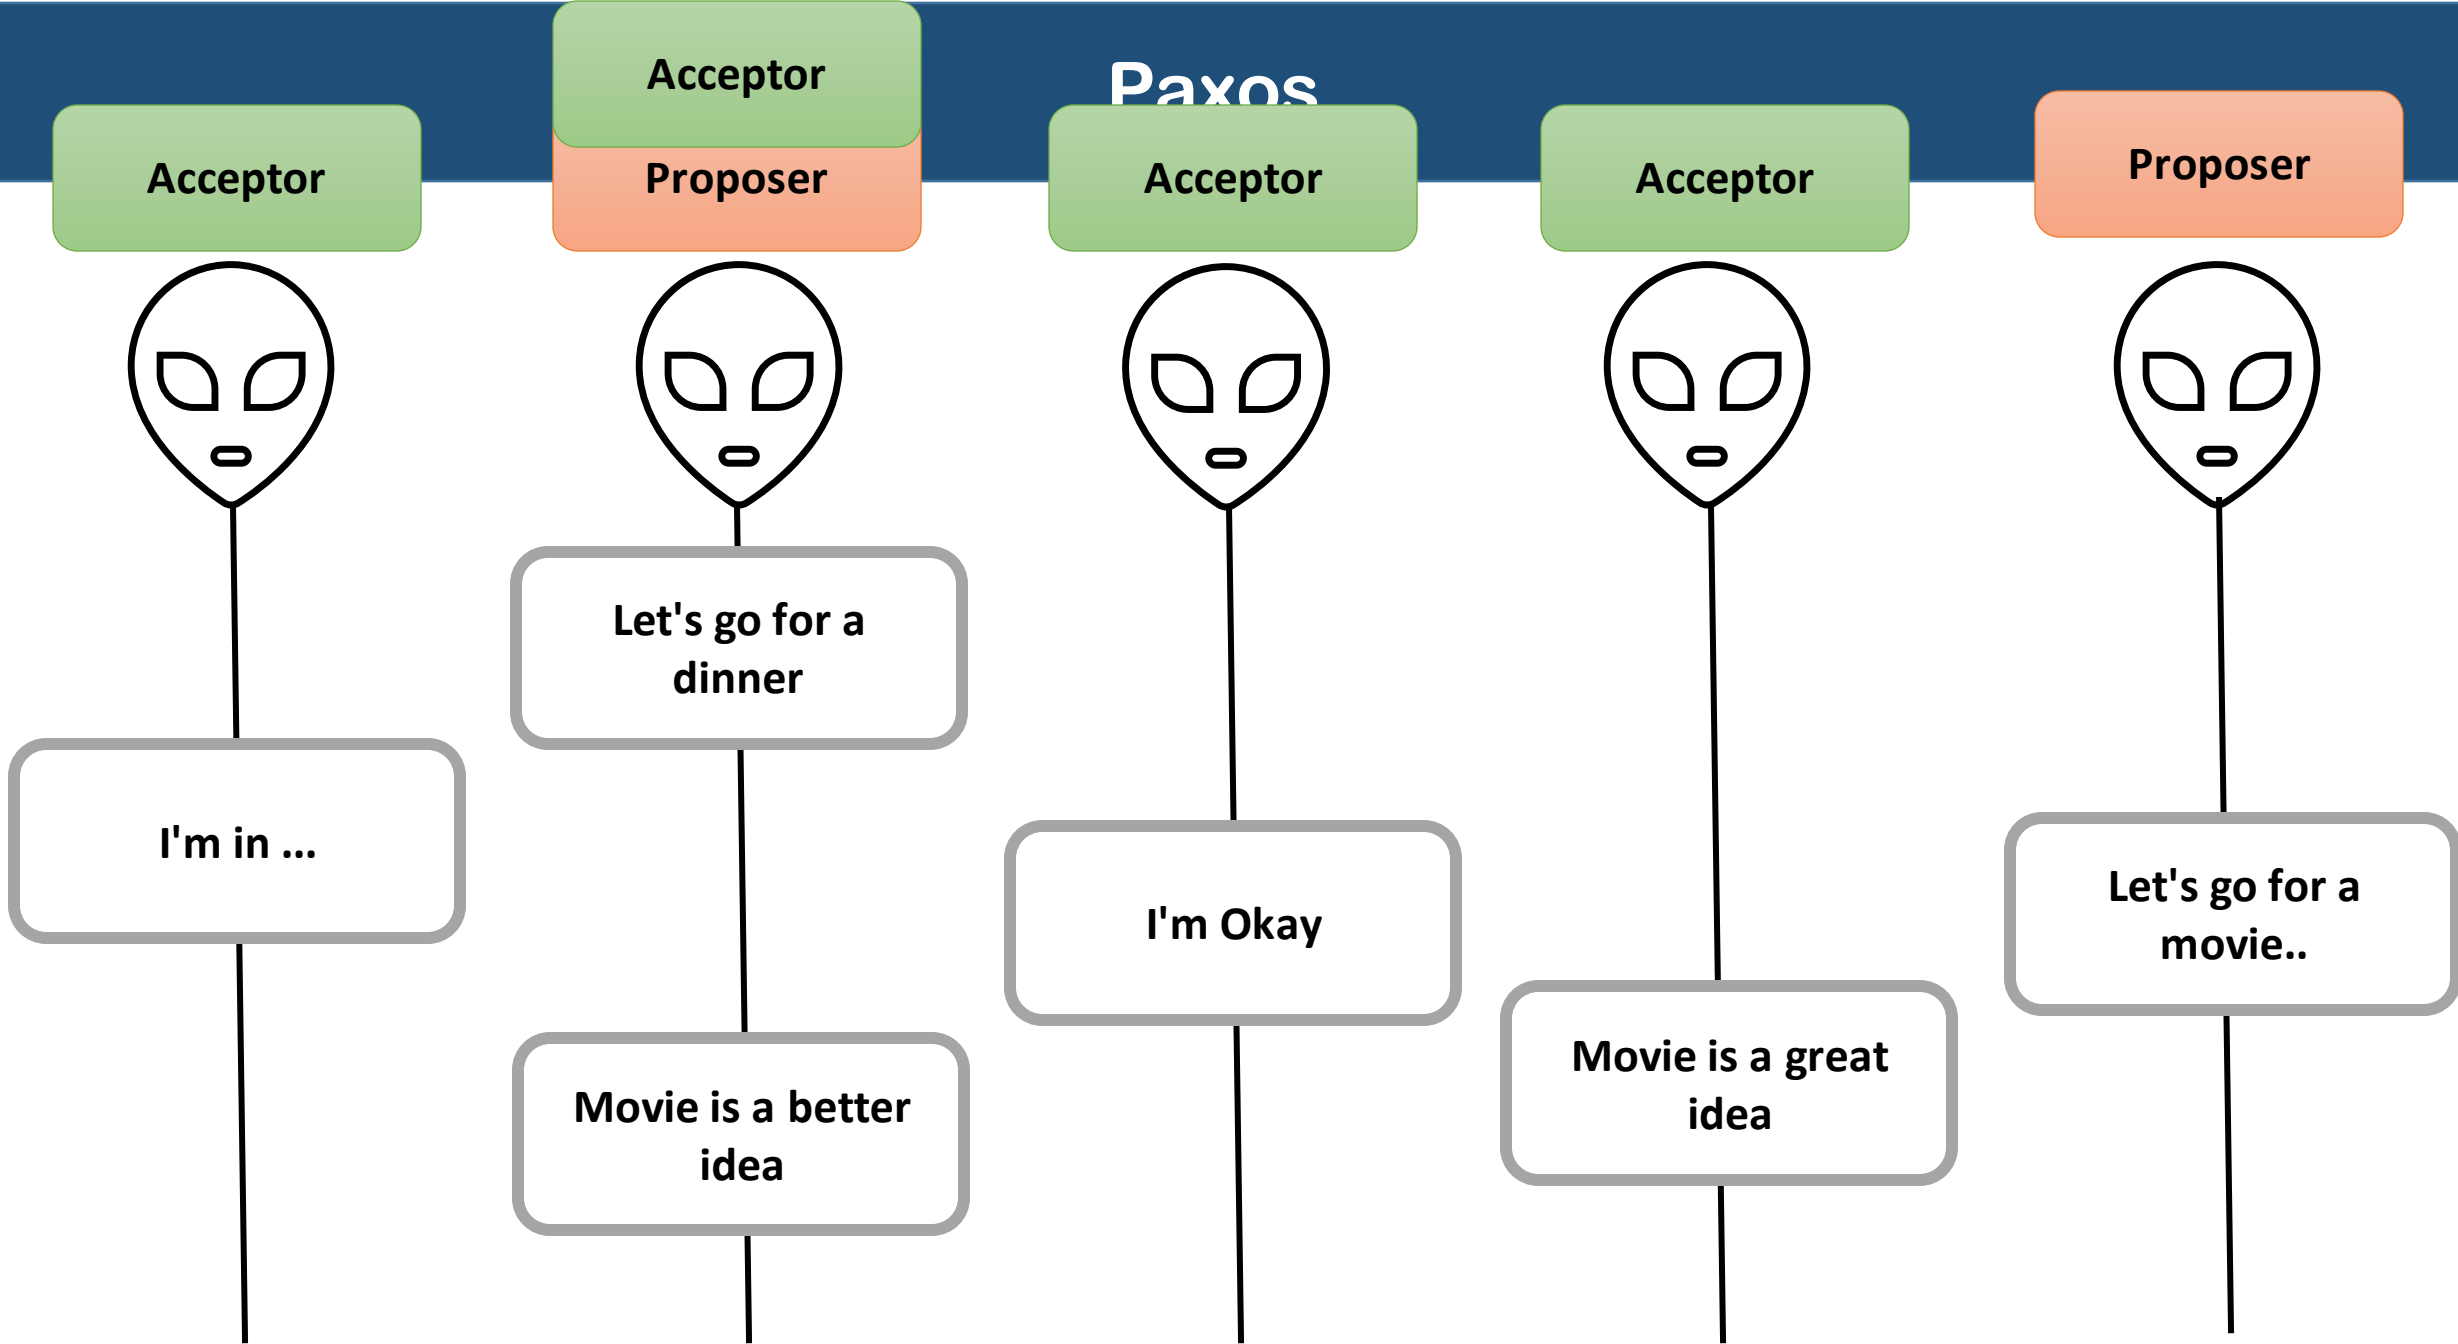 Paxos
Acceptor
Acceptor
Proposer
Acceptor
Acceptor
Proposer
Let's go for a
dinner
I'm in ...
I'm Okay
Let's go for a
movie..
Movie is a great
idea
Movie is a better
idea